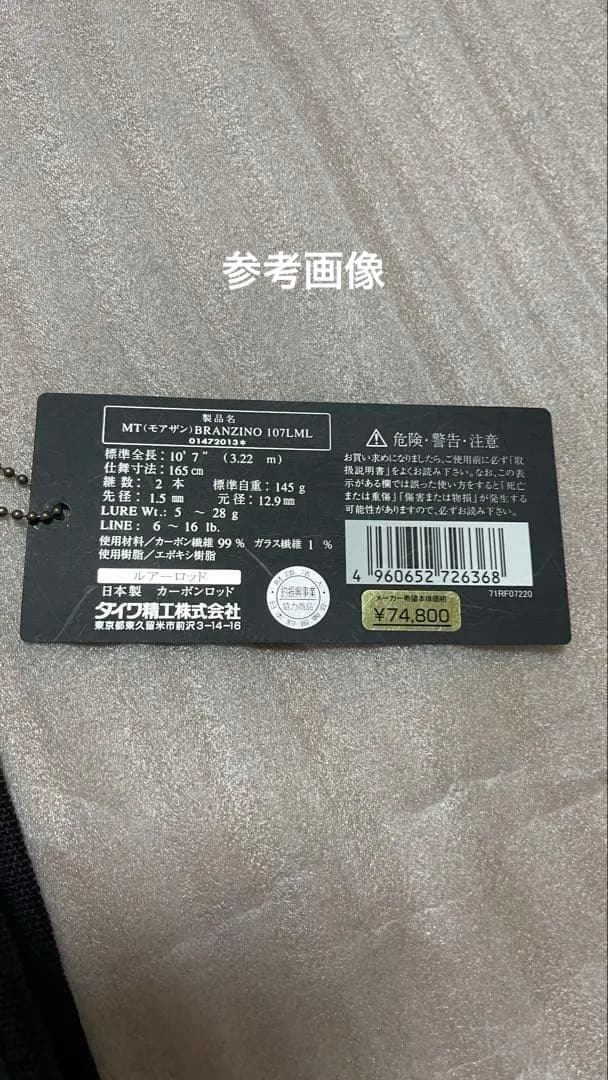 参考画像
製品名
MT(モアザン)BRANZINO 107LML
01472013*
標準全長: 10' 7" (3.22 m)
仕舞寸法: 165㎝
継数: 2 本 標準自重: 145g
先径: 1.5㎜ 元径: 12.9㎜
LURE Wt.: 5 ~ 28 g
LINE: 6 ~ 16 lb.
使用材料/カーボン繊維 99 % ガラス繊維 1 %
使用樹脂/エポキシ樹脂
ルアーロッド
日本製 カーボンロッド
ダイワ精工株式会社
東京都東久留米市前沢3-14-16
釣振興事業
協力商品
危険・警告・注意
お買い求めになりましたら、ご使用前に必ず「取
扱説明書」をよくお読み下さい。なお、この表
示がある欄では誤った使い方をすると「死亡
または重傷」「傷害または物損」が発生する
可能性がありますので、必ずお読み下さい。
4 960652 726368
メーカー希望本体価格
¥74,800
71RF07220